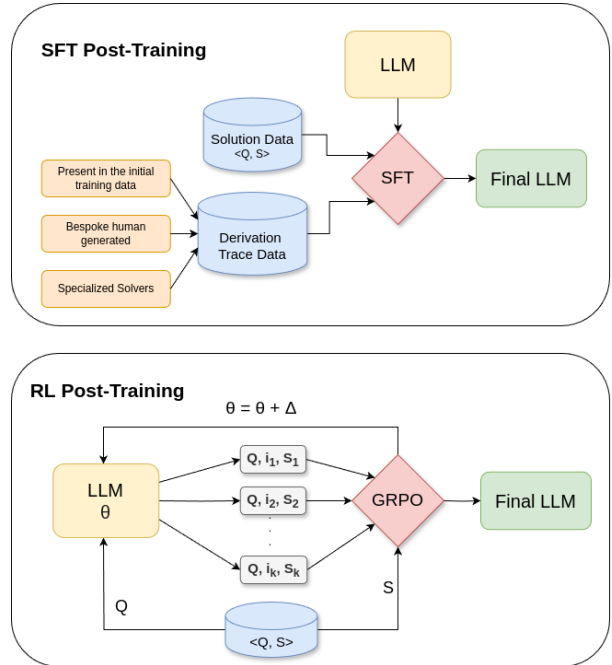 SFT Post-Training
LLM
Solution Data
<Q, S>
SFT
Final LLM
Present in the initial
training data
Bespoke human
generated
Derivation
Trace Data
Specialized Solvers
RL Post-Training
θ = θ + Δ
LLM
θ
Q, i₁, S₁
Q, i₂, S₂
.
.
.
Q, iₖ, Sₖ
GRPO
Final LLM
Q
S
<Q, S>